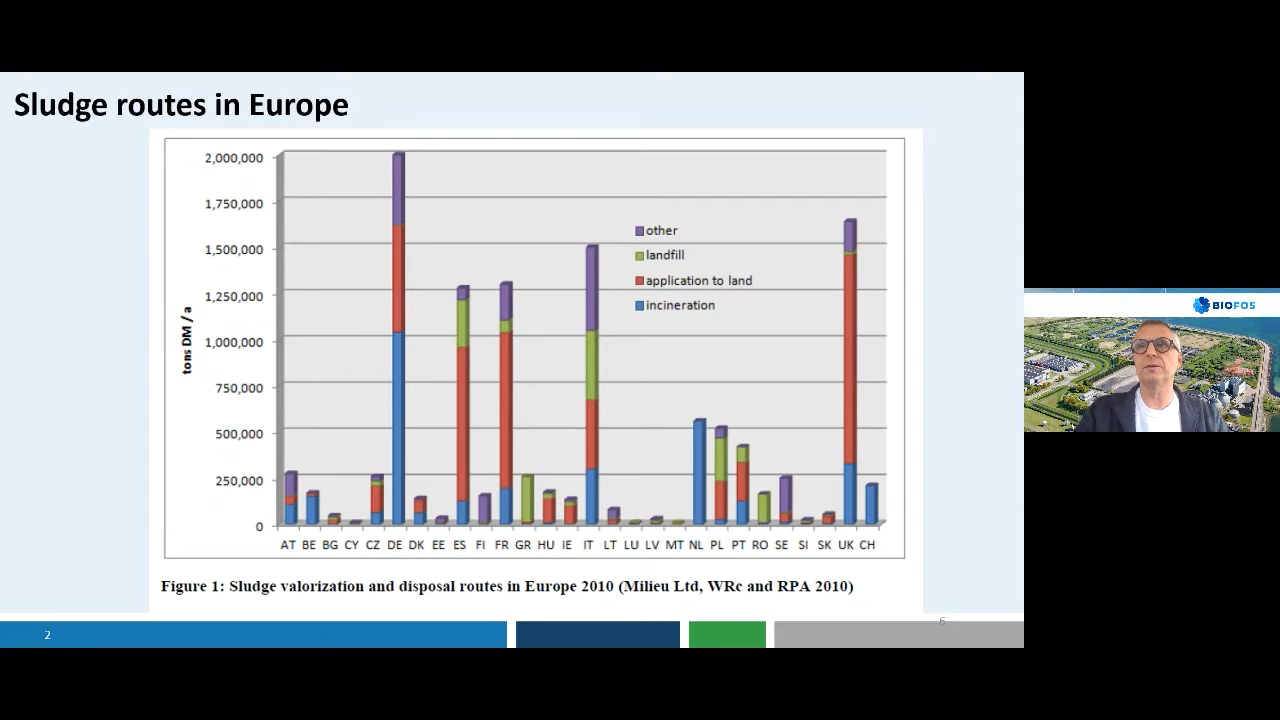 Sludge routes in Europe
2,000,000
1,750,000
1,500,000
1,250,000
1,000,000
750,000
500,000
250,000
0
tons DM / a
other
landfill
application to land
incineration
AT BE BG CY CZ DE DK EE ES FI FR GR HU IE IT LT LU LV MT NL PL PT RO SE SI SK UK CH
Figure 1: Sludge valorization and disposal routes in Europe 2010 (Milieu Ltd, WRc and RPA 2010)
2
6
BIOFOS